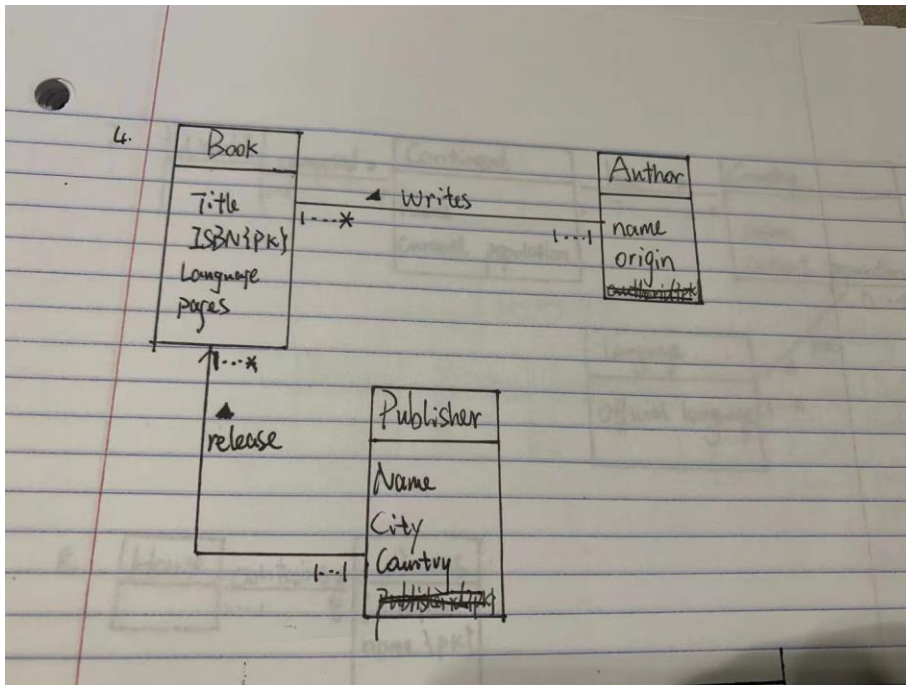 4.
Book
Title
ISBN{PK}
Language
pages
◄ Writes
1...*
1...1
Author
name
origin
1...*
▲
release
1...1
Publisher
Name
City
Country